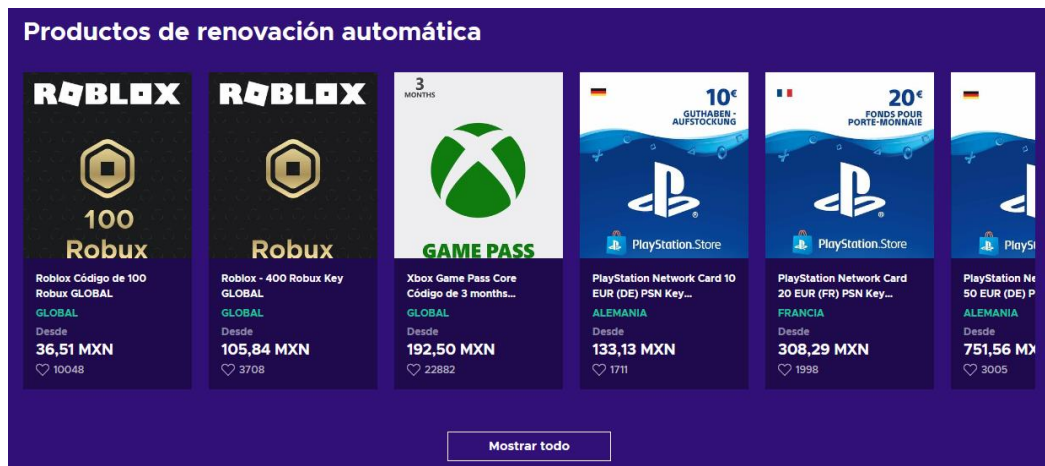 Productos de renovación automática
ROBLOX
100
Robux
Roblox Código de 100
Robux GLOBAL
GLOBAL
Desde
36,51 MXN
10048
ROBLOX
Robux
Roblox - 400 Robux Key
GLOBAL
GLOBAL
Desde
105,84 MXN
3708
3
MONTHS
GAME PASS
Xbox Game Pass Core
Código de 3 months...
GLOBAL
Desde
192,50 MXN
22882
10€
GUTHABEN -
AUFSTOCKUNG
PlayStation.Store
PlayStation Network Card 10
EUR (DE) PSN Key...
ALEMANIA
Desde
133,13 MXN
1711
20€
FONDS POUR
PORTE-MONNAIE
PlayStation.Store
PlayStation Network Card
20 EUR (FR) PSN Key...
FRANCIA
Desde
308,29 MXN
1998
PlaySt
PlayStation Ne
50 EUR (DE) P
ALEMANIA
Desde
751,56 MX
3005
Mostrar todo